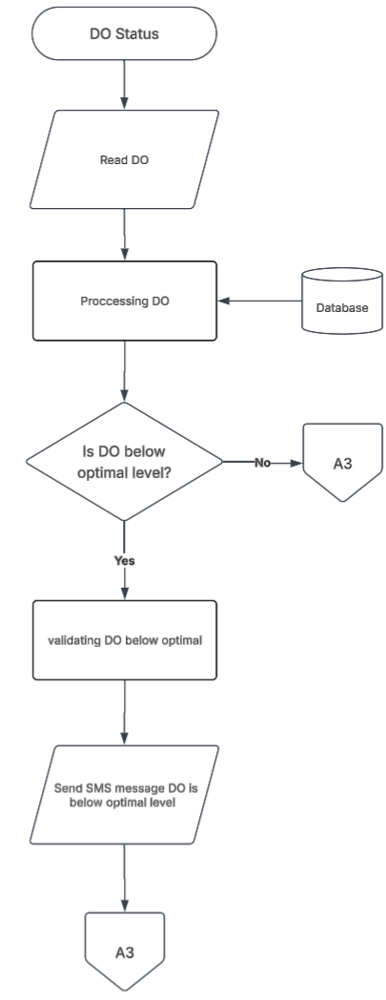 DO Status
Read DO
Proccessing DO
Database
Is DO below
optimal level?
No
A3
Yes
validating DO below optimal
Send SMS message DO is
below optimal level
A3